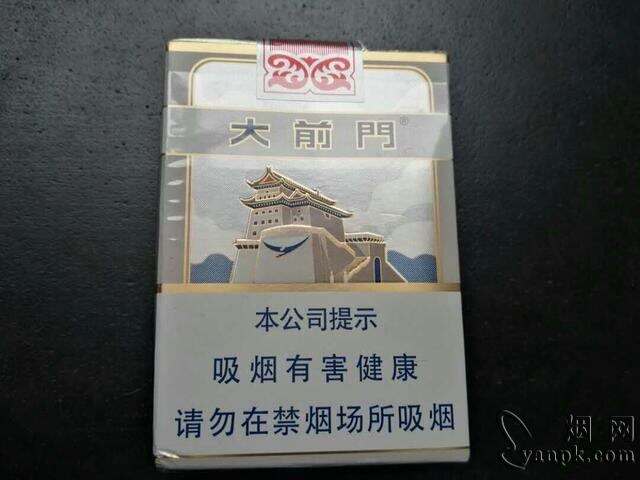 大前門®
本公司提示
吸烟有害健康
请勿在禁烟场所吸烟
烟网
yanpk.com